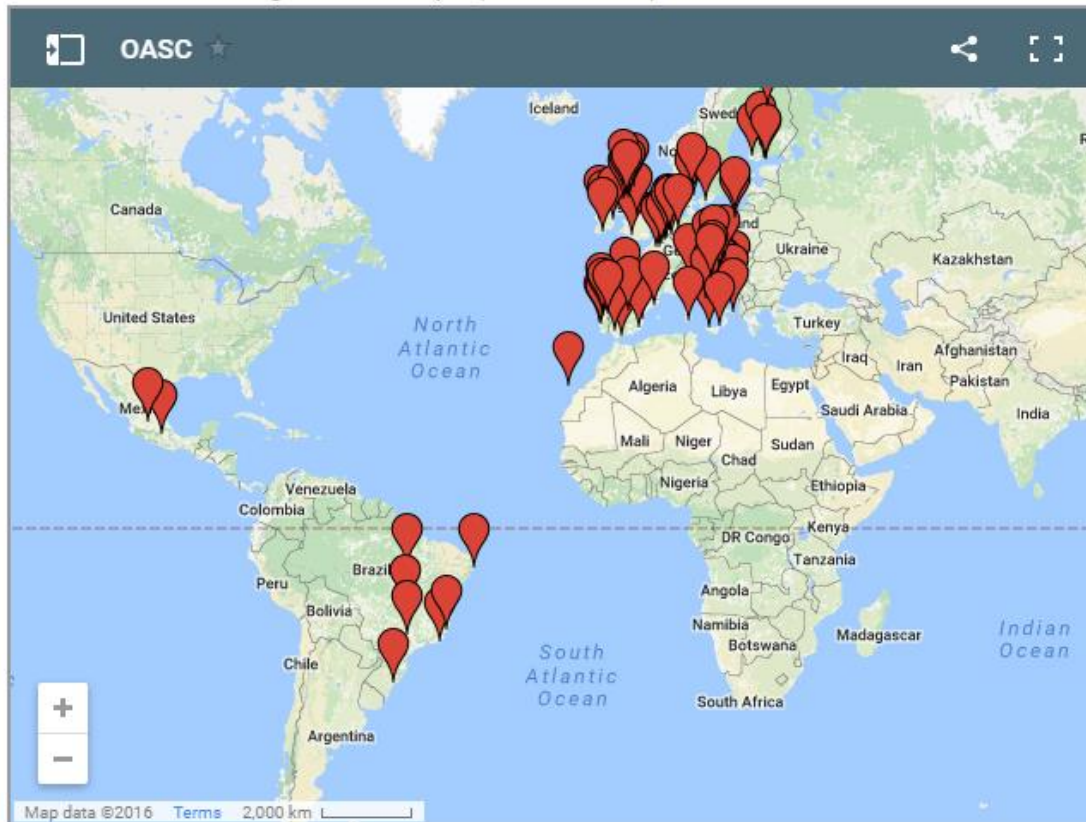 OASC
Iceland
Swed
No
Canada
nd
Ge
Ukraine
Kazakhstan
United States
North
Atlantic
Ocean
Turkey
Iraq
Iran
Afghanistan
Pakistan
Algeria
Libya
Egypt
Saudi Arabia
India
Mex
Mali
Niger
Sudan
Chad
Nigeria
Ethiopia
Venezuela
Colombia
DR Congo
Kenya
Tanzania
Peru
Brazil
Angola
Bolivia
Namibia
Botswana
Madagascar
Indian
Ocean
Chile
South
Atlantic
Ocean
South Africa
Argentina
Map data ©2016 Terms 2,000 km